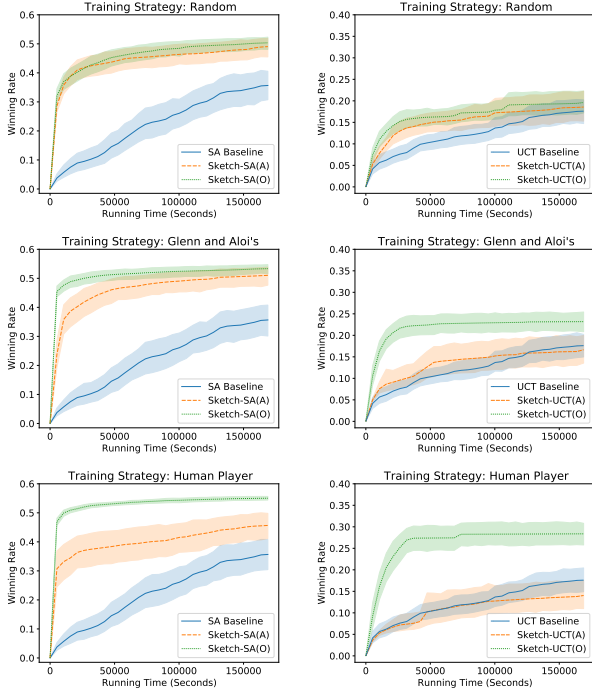 Training Strategy: Random
Winning Rate
0.6
0.5
0.4
0.3
0.2
0.1
0.0
SA Baseline
Sketch-SA(A)
Sketch-SA(O)
0 50000 100000 150000
Running Time (Seconds)
Training Strategy: Random
Winning Rate
0.40
0.35
0.30
0.25
0.20
0.15
0.10
0.05
0.00
UCT Baseline
Sketch-UCT(A)
Sketch-UCT(O)
0 50000 100000 150000
Running Time (Seconds)
Training Strategy: Glenn and Aloi's
Winning Rate
0.6
0.5
0.4
0.3
0.2
0.1
0.0
SA Baseline
Sketch-SA(A)
Sketch-SA(O)
0 50000 100000 150000
Running Time (Seconds)
Training Strategy: Glenn and Aloi's
Winning Rate
0.40
0.35
0.30
0.25
0.20
0.15
0.10
0.05
0.00
UCT Baseline
Sketch-UCT(A)
Sketch-UCT(O)
0 50000 100000 150000
Running Time (Seconds)
Training Strategy: Human Player
Winning Rate
0.6
0.5
0.4
0.3
0.2
0.1
0.0
SA Baseline
Sketch-SA(A)
Sketch-SA(O)
0 50000 100000 150000
Running Time (Seconds)
Training Strategy: Human Player
Winning Rate
0.40
0.35
0.30
0.25
0.20
0.15
0.10
0.05
0.00
UCT Baseline
Sketch-UCT(A)
Sketch-UCT(O)
0 50000 100000 150000
Running Time (Seconds)